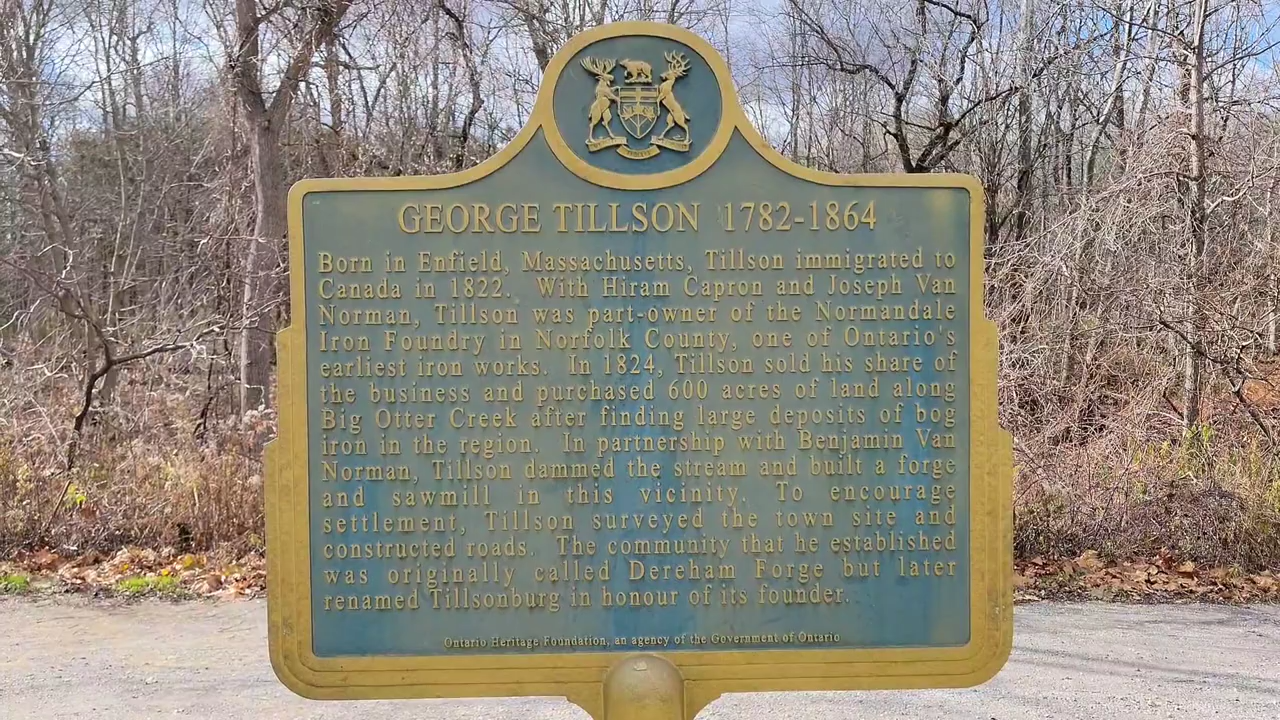 GEORGE TILLSON 1782-1864
Born in Enfield, Massachusetts, Tillson immigrated to
Canada in 1822. With Hiram Capron and Joseph Van
Norman, Tillson was part-owner of the Normandale
Iron Foundry in Norfolk County, one of Ontario's
earliest iron works. In 1824, Tillson sold his share of
the business and purchased 600 acres of land along
Big Otter Creek after finding large deposits of bog
iron in the region. In partnership with Benjamin Van
Norman, Tillson dammed the stream and built a forge
and sawmill in this vicinity. To encourage
settlement, Tillson surveyed the town site and
constructed roads. The community that he established
was originally called Dereham Forge but later
renamed Tillsonburg in honour of its founder.
Ontario Heritage Foundation, an agency of the Government of Ontario